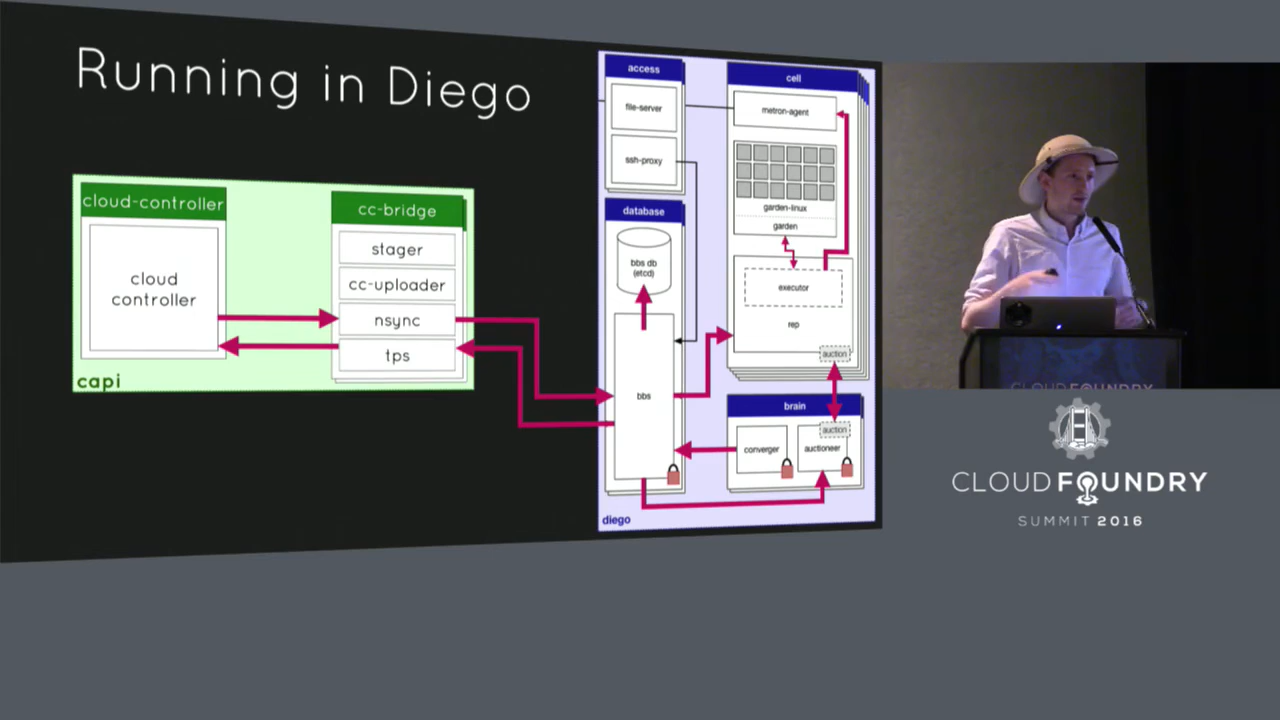 Running in Diego
cloud-controller
cloud
controller
capi
cc-bridge
stager
cc-uploader
nsync
tps
access
file-server
ssh-proxy
database
bbs db
(etcd)
bbs
diego
cell
metron-agent
garden-linux
garden
executor
rep
auction
brain
auction
converger
auctioneer
CLOUD FOUNDRY
CLOUD FOUNDRY
SUMMIT 2016